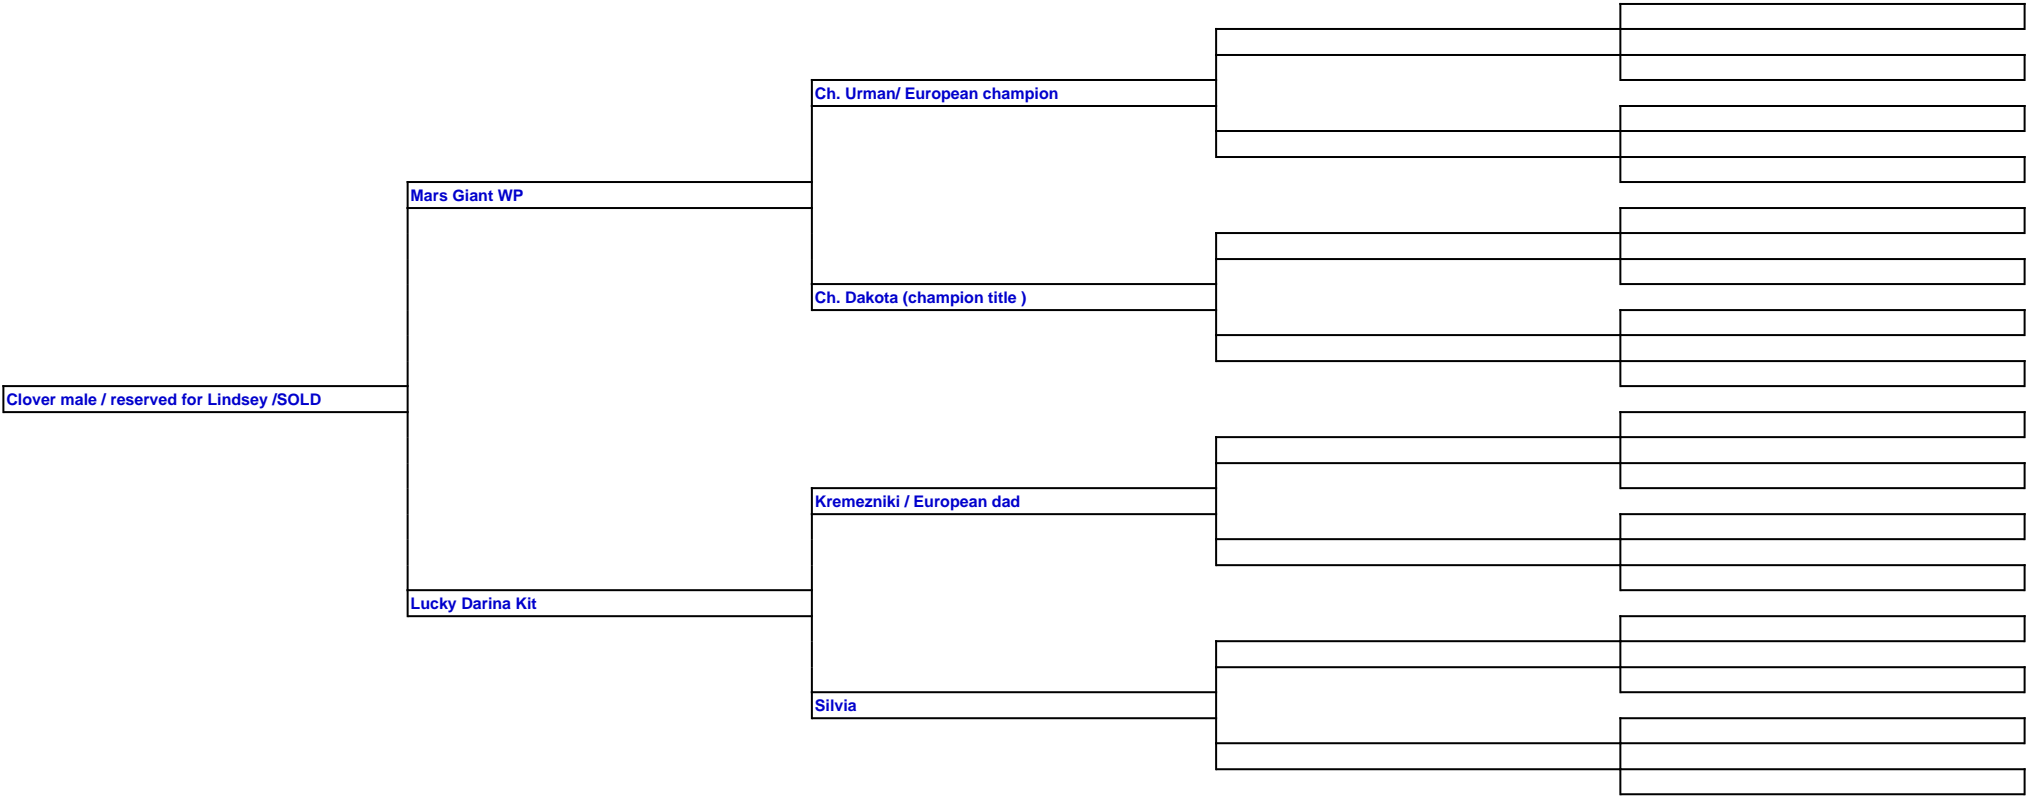 Ch. Urman/ European champion
Mars Giant WP
Ch. Dakota (champion title )
Clover male / reserved for Lindsey /SOLD
Kremezniki / European dad
Lucky Darina Kit
Silvia